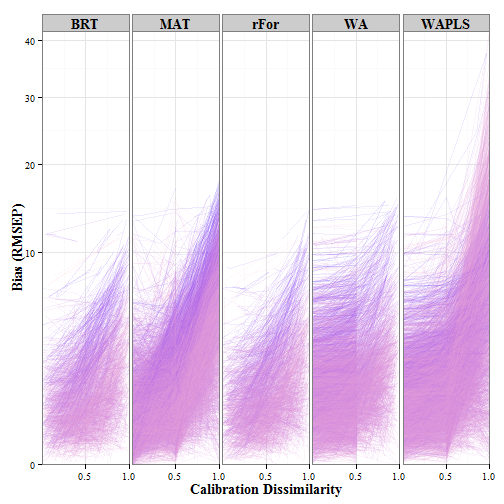 BRT MAT rFor WA WAPLS
40
30
20
10
0
Bias (RMSEP)
0.5 1.0 0.5 1.0 0.5 1.0 0.5 1.0 0.5 1.0
Calibration Dissimilarity